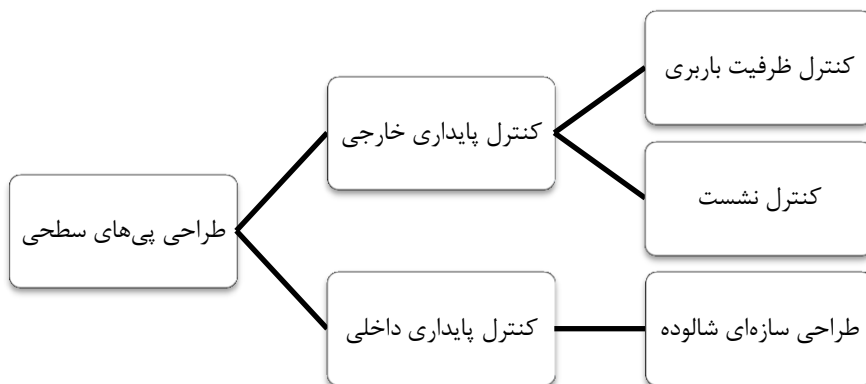 طراحی پی‌های سطحی
کنترل پایداری خارجی
کنترل ظرفیت باربری
کنترل نشست
کنترل پایداری داخلی
طراحی سازه‌ای شالوده